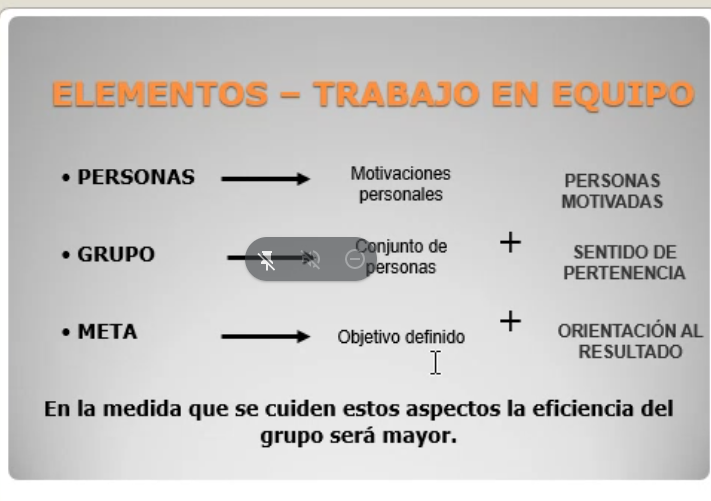 ELEMENTOS – TRABAJO EN EQUIPO
• PERSONAS
Motivaciones
personales
PERSONAS
MOTIVADAS
• GRUPO
Conjunto de
personas
+
SENTIDO DE
PERTENENCIA
• META
Objetivo definido
+
ORIENTACIÓN AL
RESULTADO
En la medida que se cuiden estos aspectos la eficiencia del
grupo será mayor.